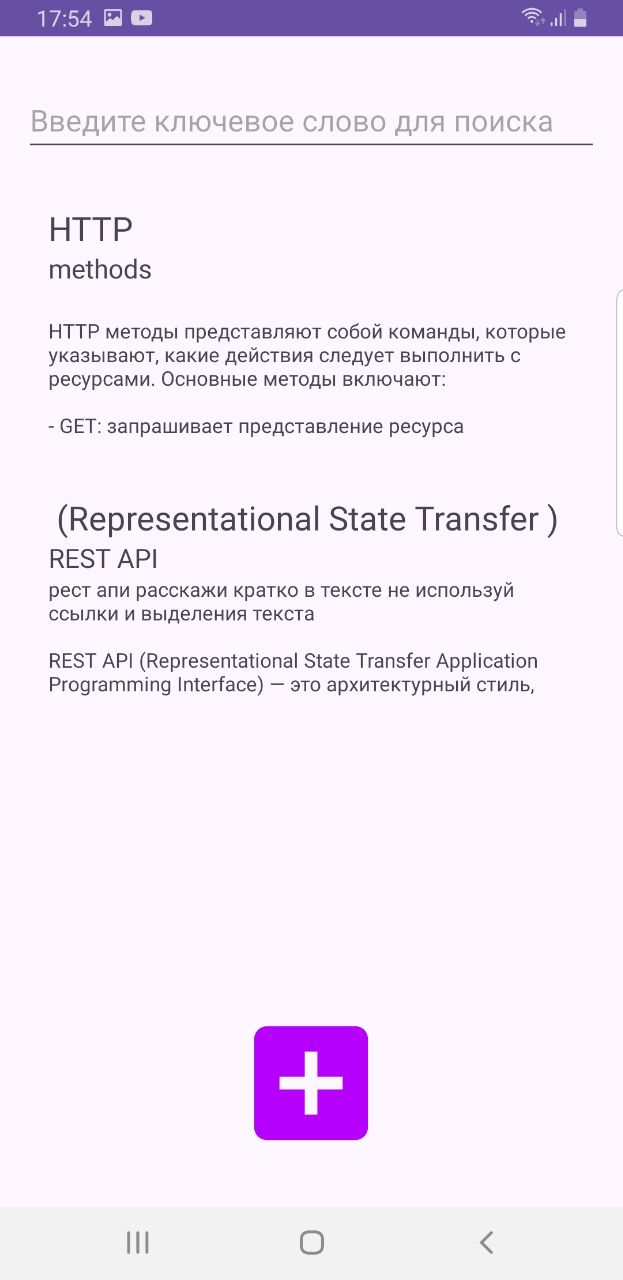 17:54
Введите ключевое слово для поиска
HTTP
methods
HTTP методы представляют собой команды, которые
указывают, какие действия следует выполнить с
ресурсами. Основные методы включают:
- GET: запрашивает представление ресурса
(Representational State Transfer )
REST API
рест апи расскажи кратко в тексте не используй
ссылки и выделения текста
REST API (Representational State Transfer Application
Programming Interface) — это архитектурный стиль,